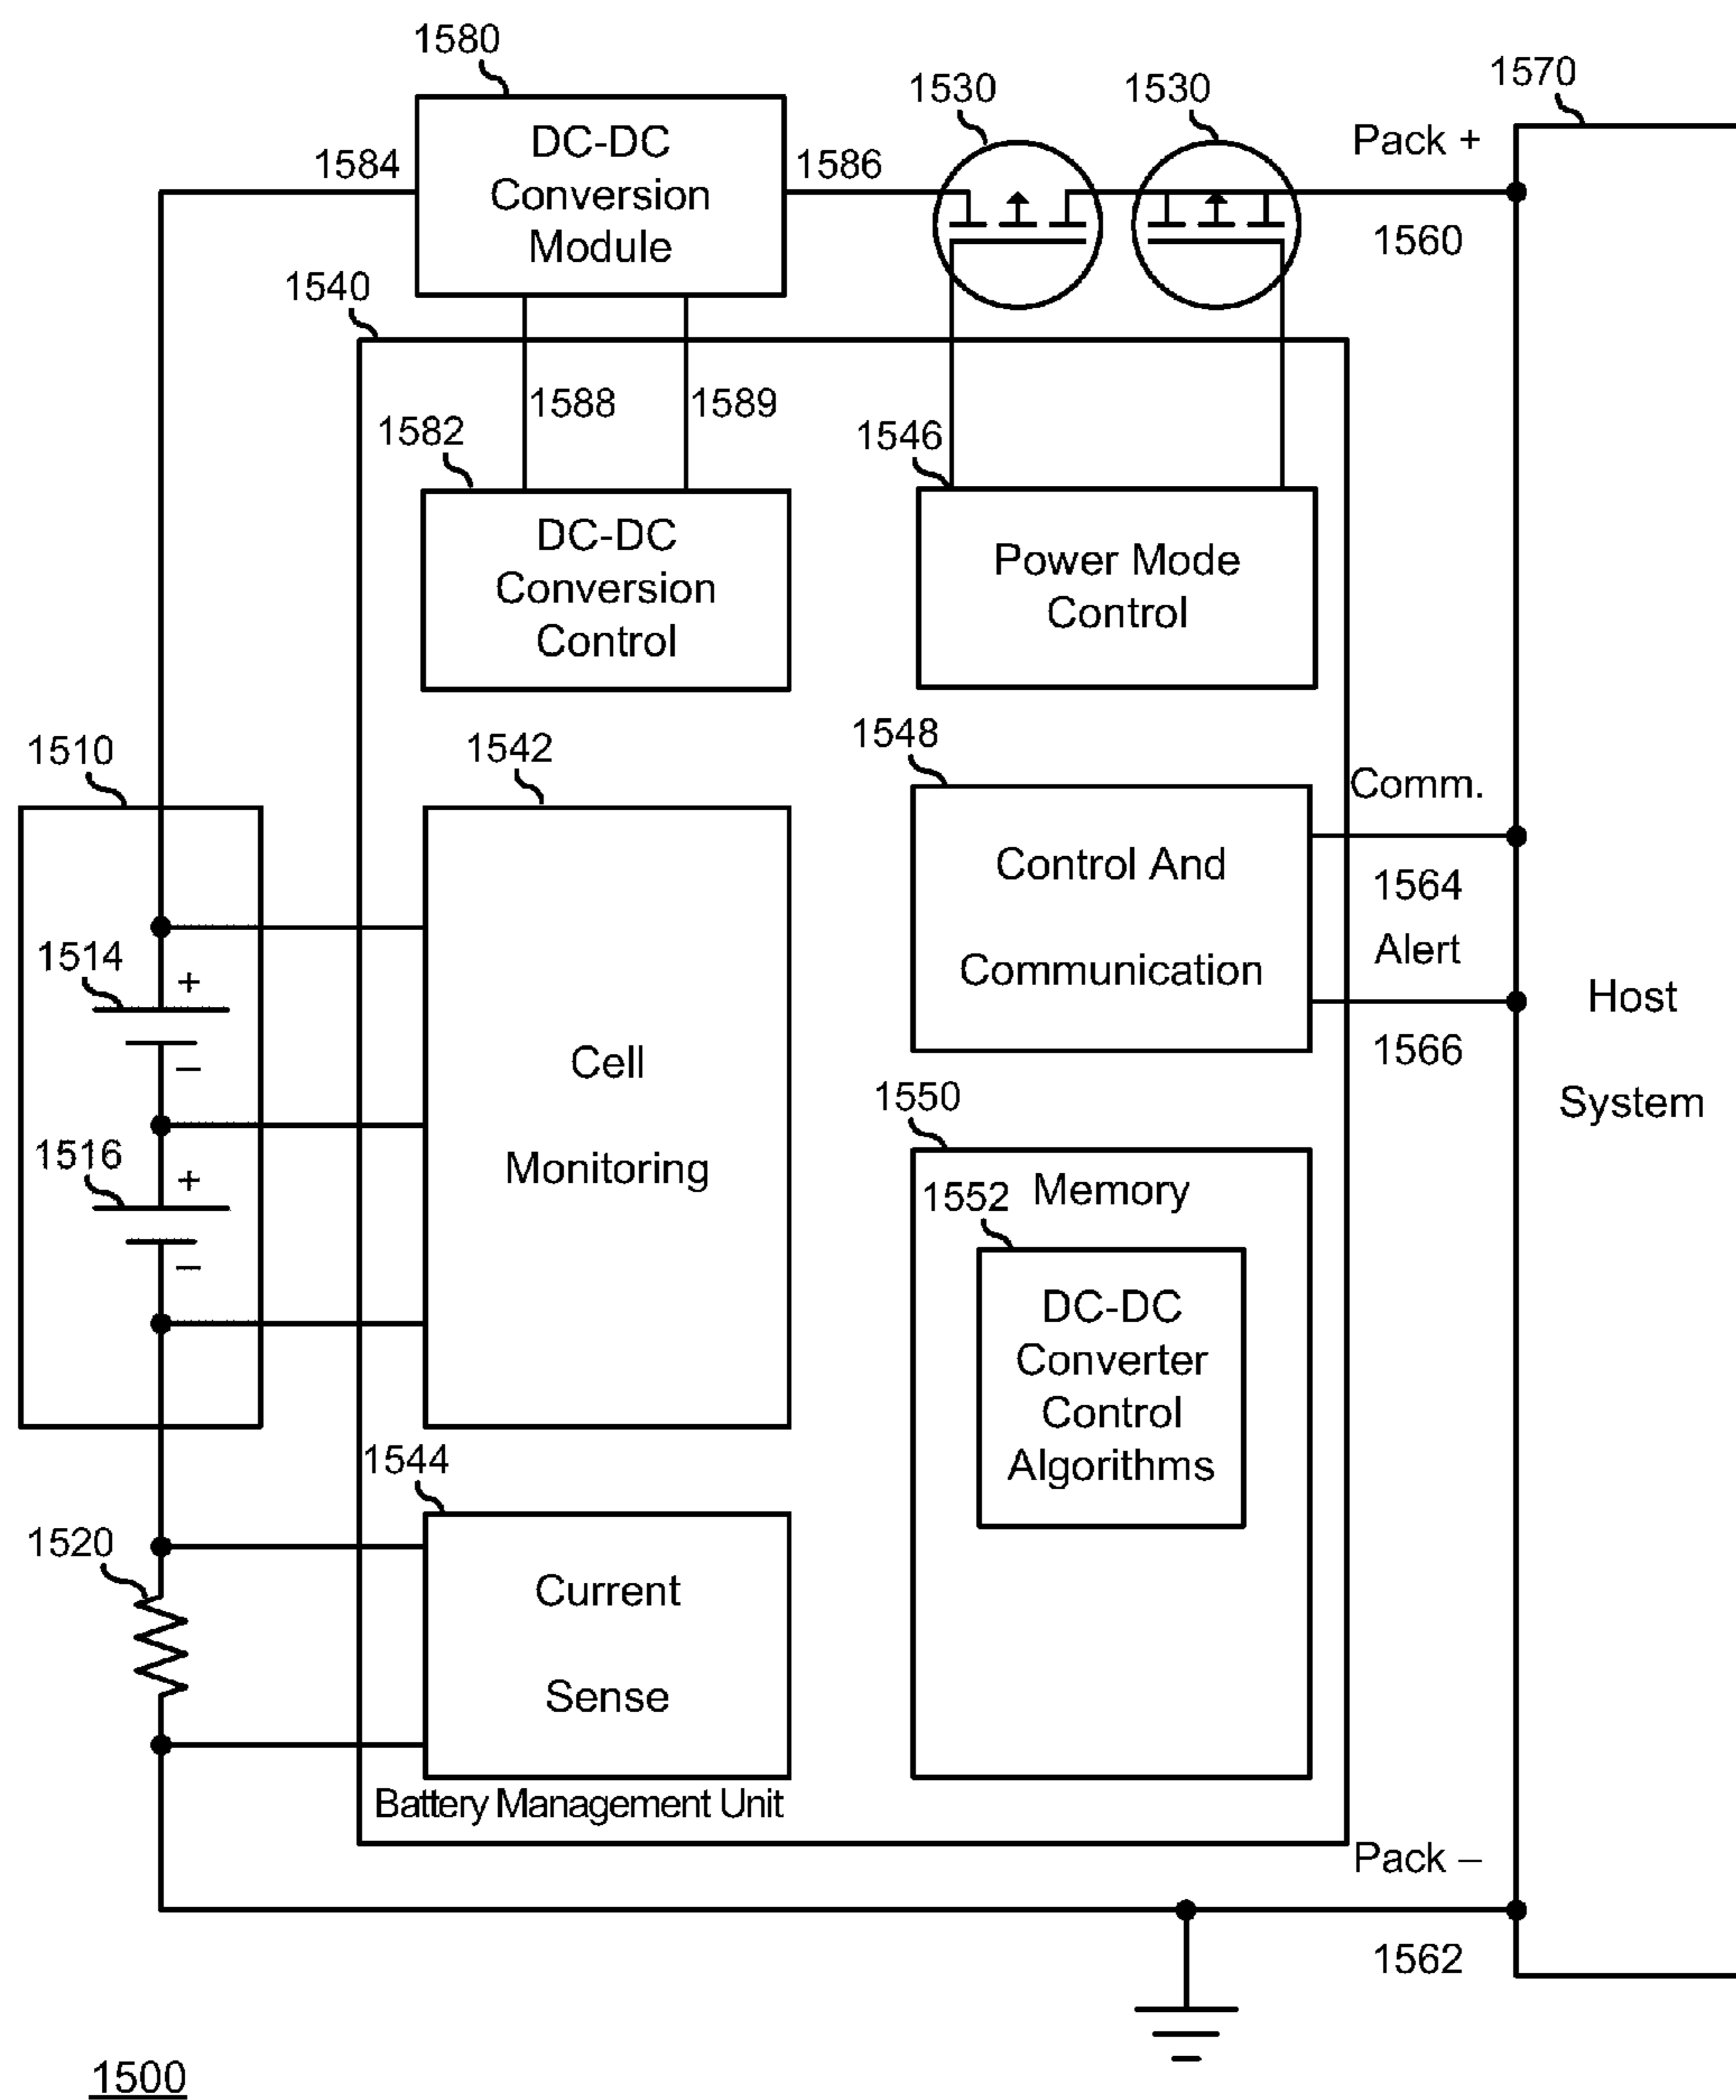 1580
1530
1530
1570
DC-DC
Conversion
Module
1584
1586
Pack +
1560
1540
1588
1589
1582
1546
DC-DC
Conversion
Control
Power Mode
Control
1510
1542
1548
Comm.
Control And
Communication
1564
Alert
1566
1514
+
–
1516
+
–
Cell
Monitoring
Host
System
1550
Memory
1552
DC-DC
Converter
Control
Algorithms
1544
1520
Current
Sense
Battery Management Unit
Pack –
1562
1500